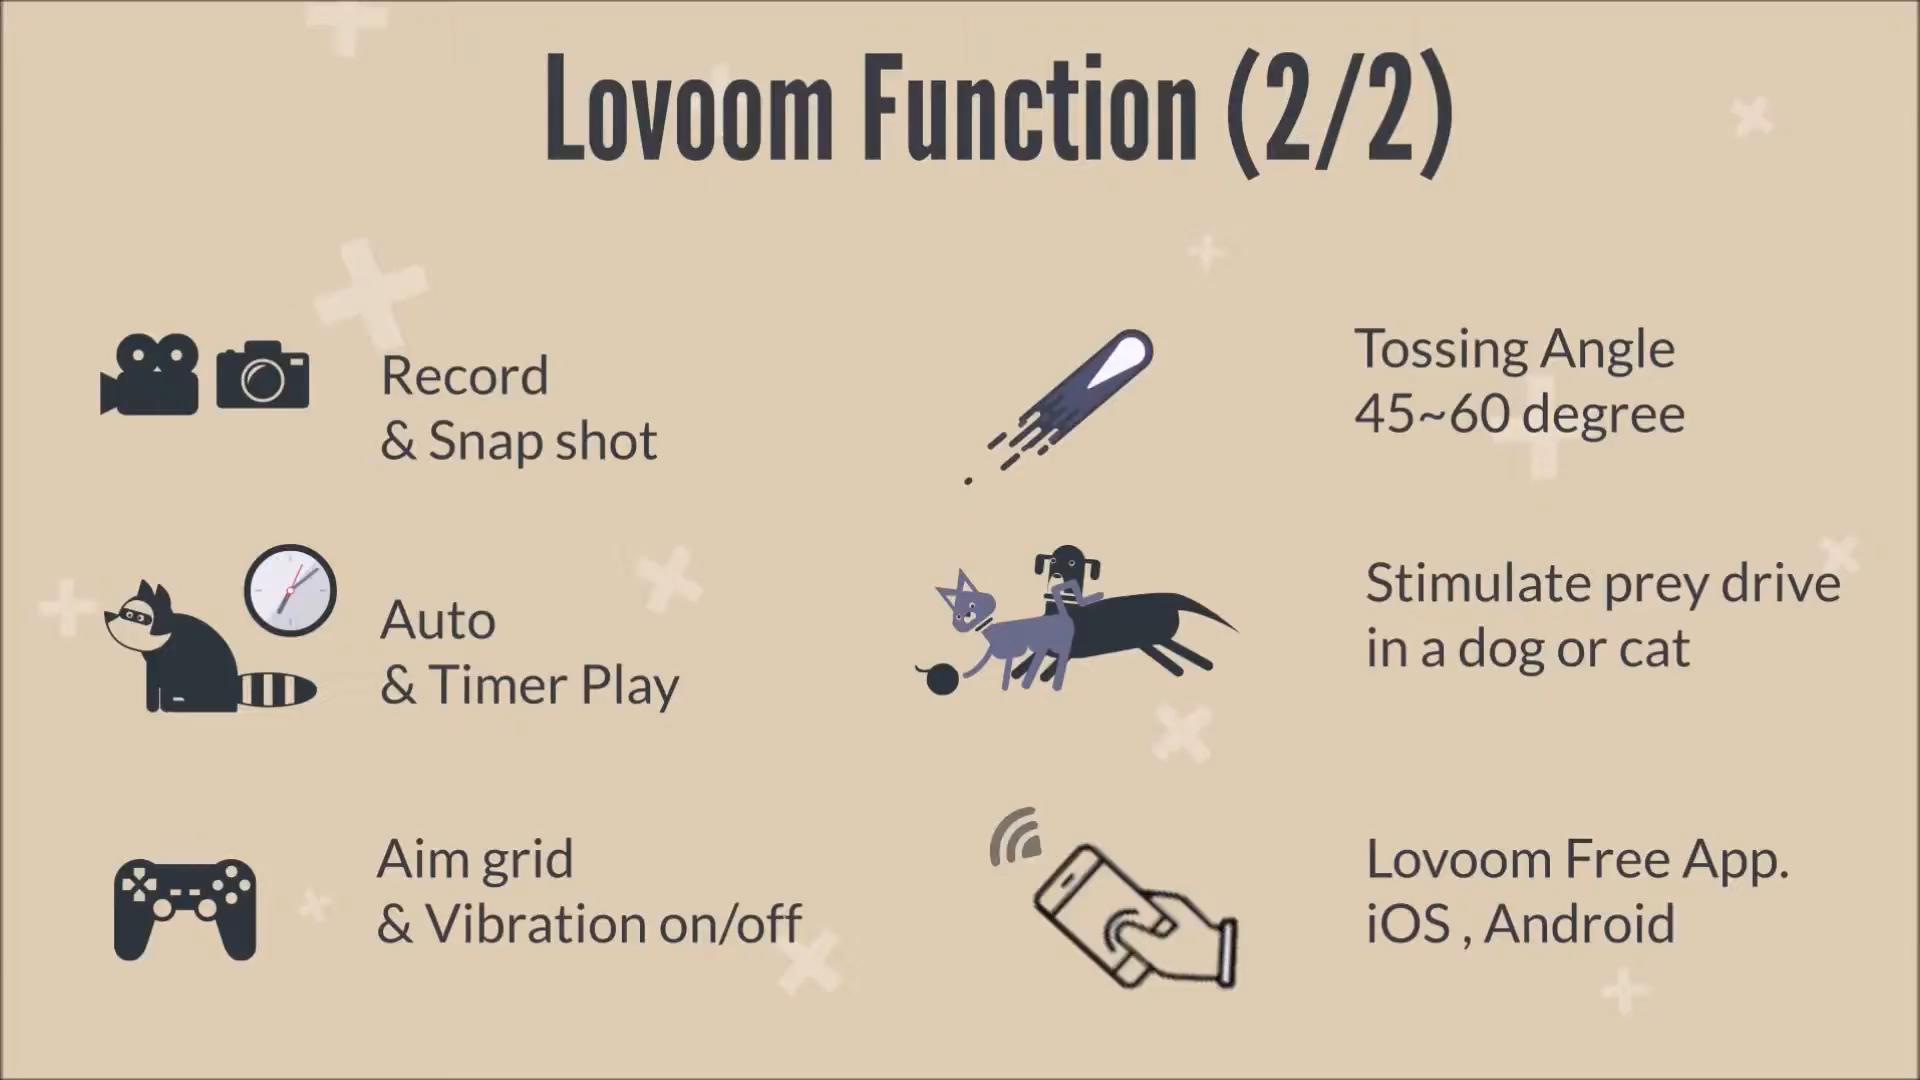 Lovoom Function (2/2)
Record
& Snap shot
Auto
& Timer Play
Aim grid
& Vibration on/off
Tossing Angle
45~60 degree
Stimulate prey drive
in a dog or cat
Lovoom Free App.
iOS , Android